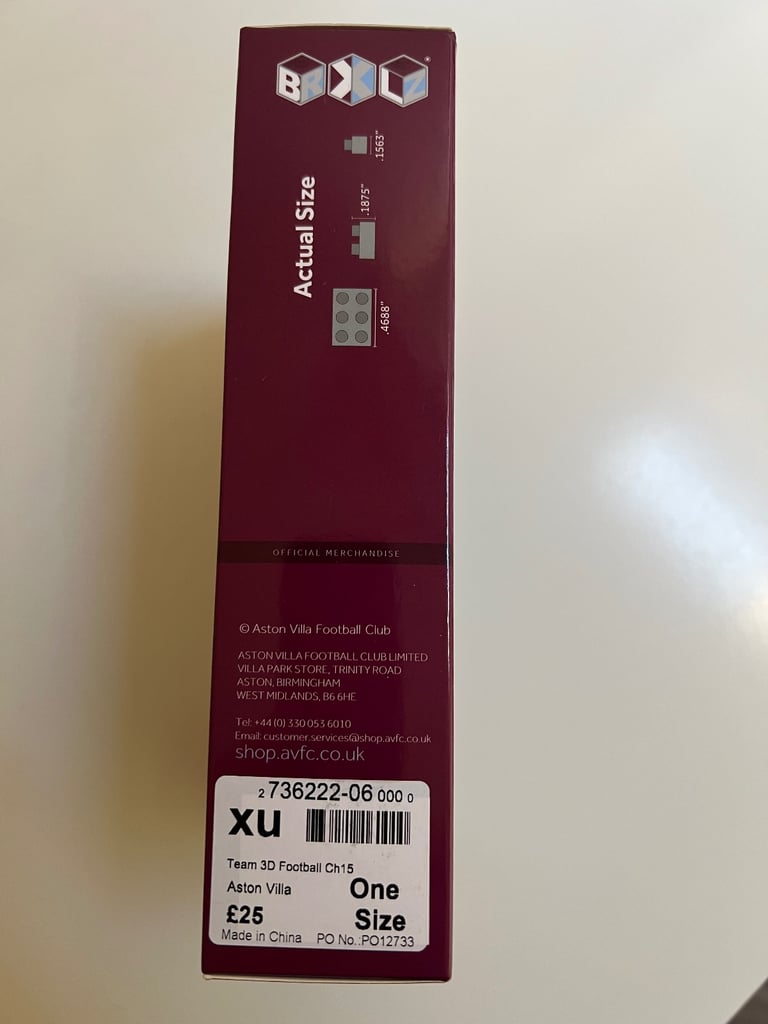 BRXLZ
.1563"
.1875"
Actual Size
.4688"
OFFICIAL MERCHANDISE
© Aston Villa Football Club
ASTON VILLA FOOTBALL CLUB LIMITED
VILLA PARK STORE, TRINITY ROAD
ASTON, BIRMINGHAM
WEST MIDLANDS, B6 6HE
Tel: +44 (0) 330 053 6010
Email: customer.services@shop.avfc.co.uk
shop.avfc.co.uk
2 736222-06 000 0
XU
Team 3D Football Ch15
Aston Villa One
£25 Size
Made in China PO No.:PO12733